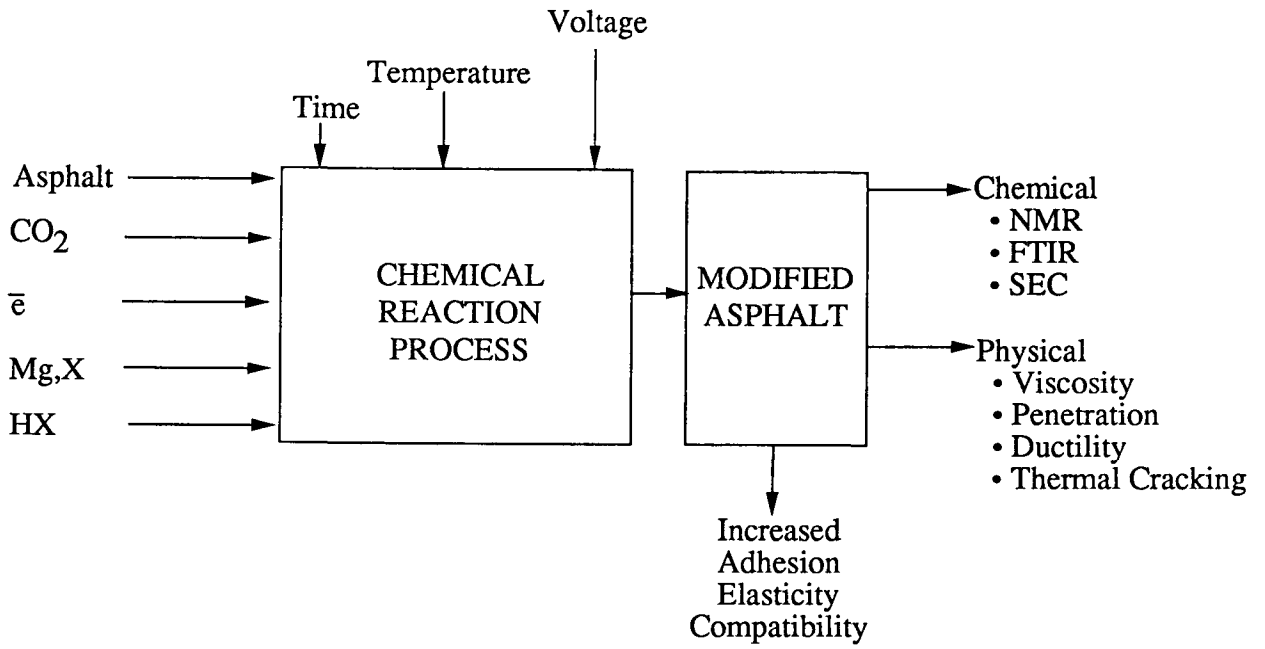 Voltage
Temperature
Time
Asphalt
CO₂
e̅
Mg,X
HX
CHEMICAL
REACTION
PROCESS
MODIFIED
ASPHALT
Chemical
• NMR
• FTIR
• SEC
Physical
• Viscosity
• Penetration
• Ductility
• Thermal Cracking
Increased
Adhesion
Elasticity
Compatibility